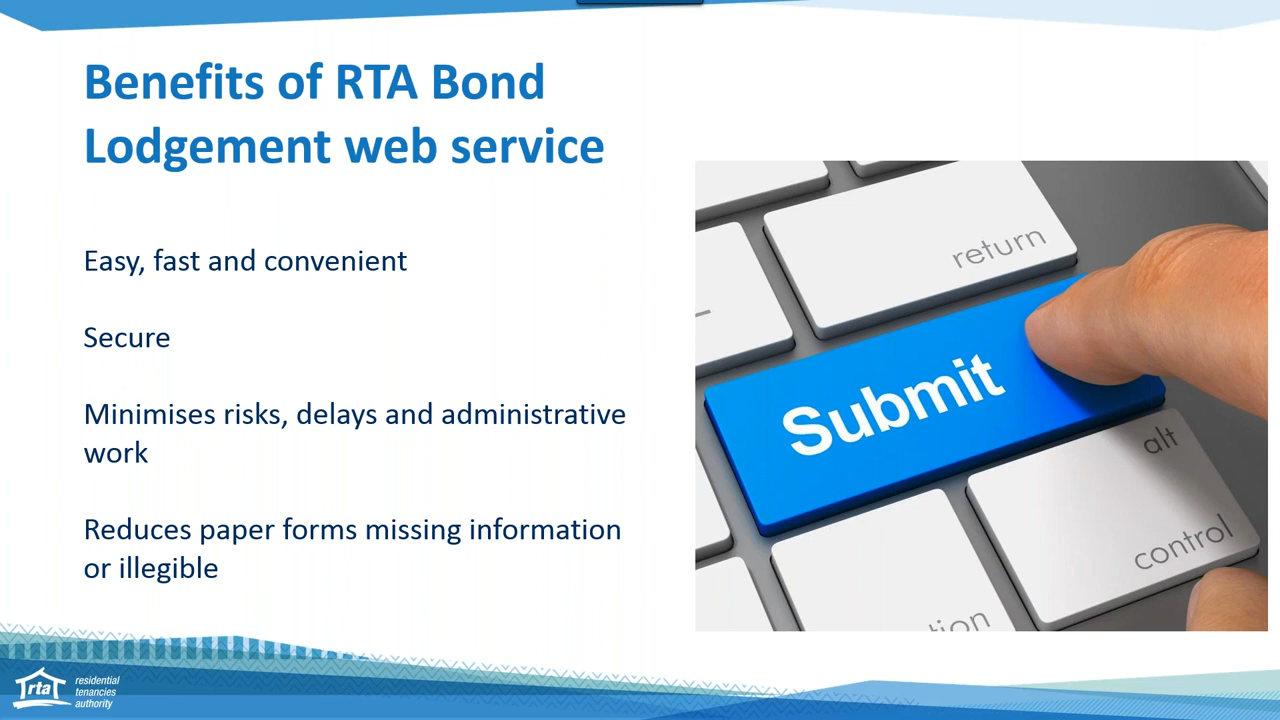 Benefits of RTA Bond
Lodgement web service
Easy, fast and convenient
Secure
Minimises risks, delays and administrative
work
Reduces paper forms missing information
or illegible
return
Submit
alt
control
tion
rta
residential
tenancies
authority